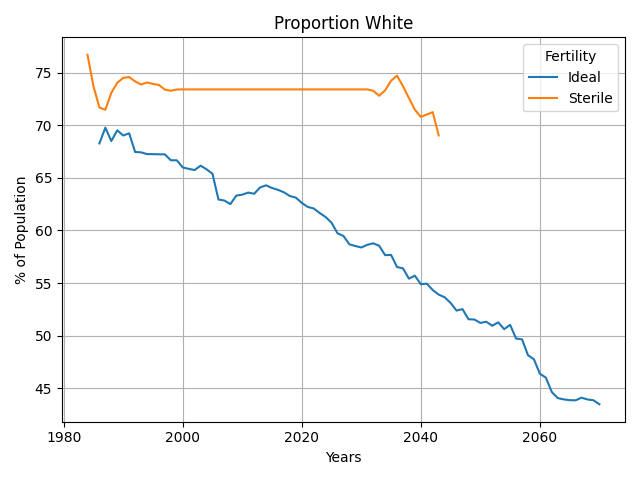 Proportion White
Fertility
Ideal
Sterile
% of Population
75
70
65
60
55
50
45
1980
2000
2020
2040
2060
Years